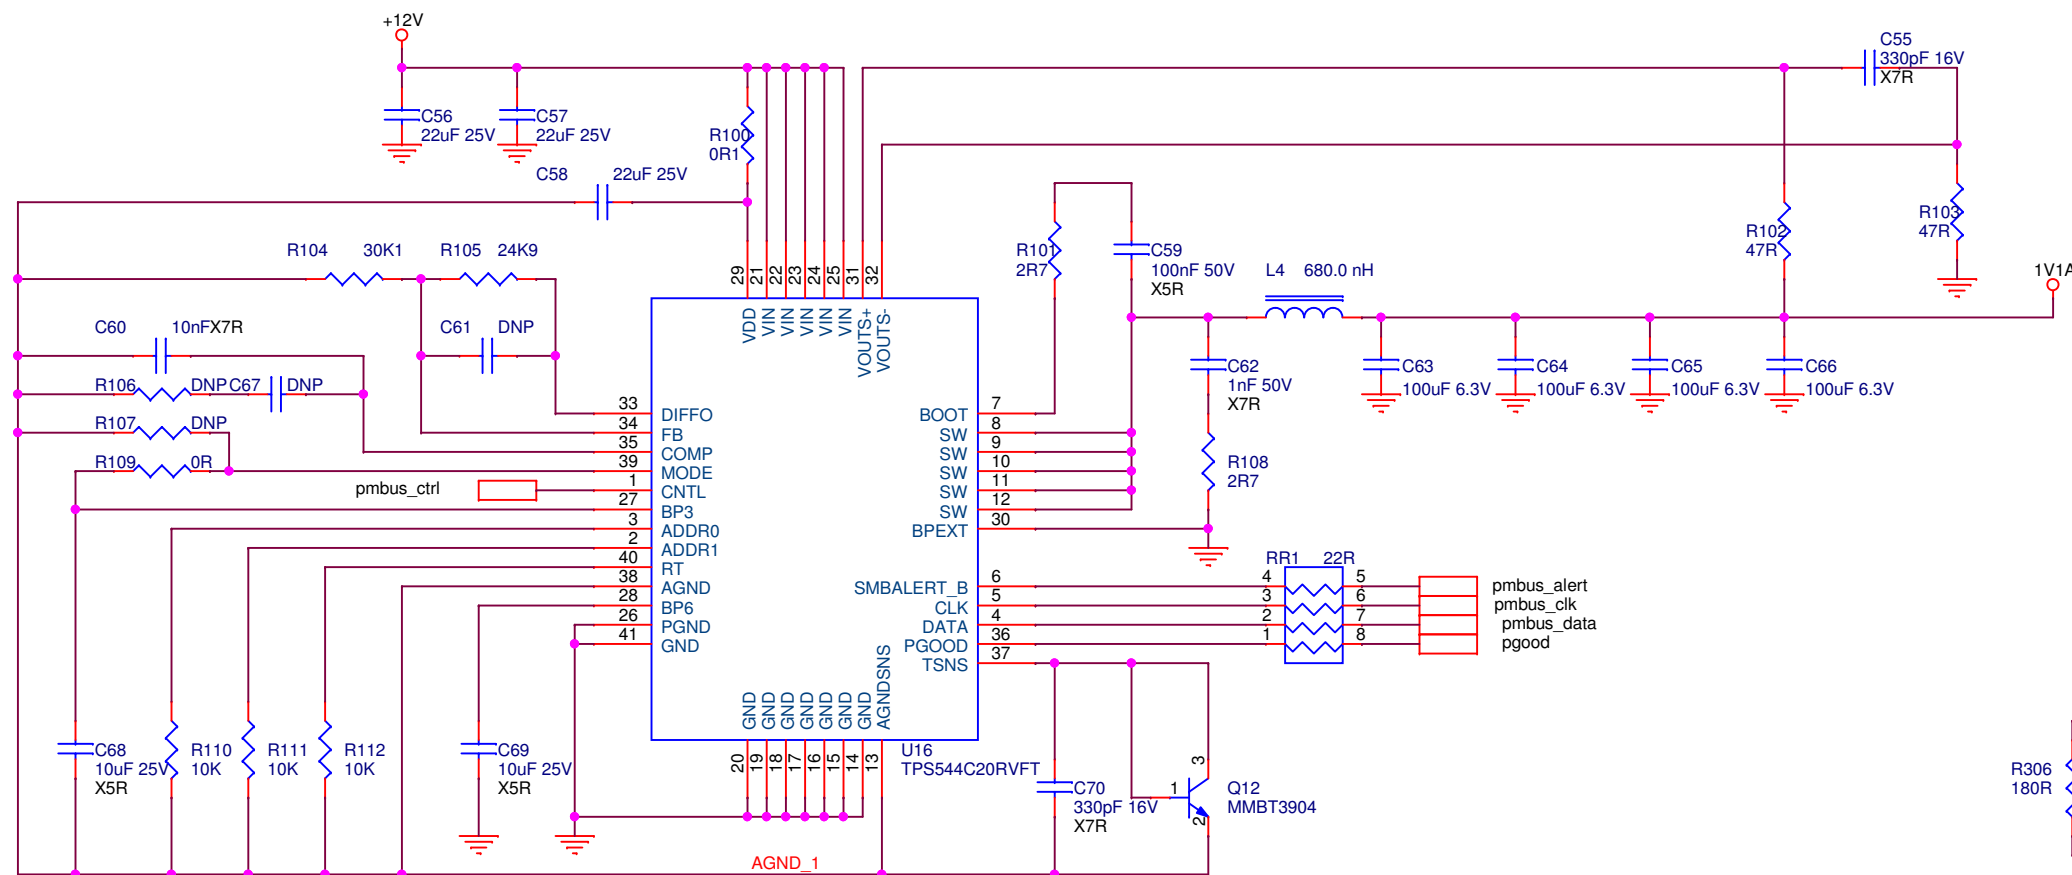 +12V
C55
330pF 16V
X7R
C56
22uF 25V
C57
22uF 25V
R100
0R1
C58
22uF 25V
R101
2R7
C59
100nF 50V
X5R
L4
680.0 nH
R102
47R
R103
47R
R104
30K1
R105
24K9
C60
10nF
X7R
C61
DNP
R106
DNP
C67
DNP
R107
DNP
R109
0R
pmbus_ctrl
29
21
22
23
24
25
31
32
VDD
VIN
VIN
VIN
VIN
VIN
VOUTS+
VOUTS-
33
DIFFO
34
FB
35
COMP
39
MODE
1
CNTL
27
BP3
3
ADDR0
2
ADDR1
40
RT
38
AGND
28
BP6
26
PGND
41
GND
BOOT
7
SW
8
SW
9
SW
10
SW
11
SW
12
BPEXT
30
SMBALERT_B
6
CLK
5
DATA
4
PGOOD
36
TSNS
37
GND
GND
GND
GND
GND
GND
GND
AGNDSNS
20
19
18
17
16
15
14
13
U16
TPS544C20RVFT
C62
1nF 50V
X7R
R108
2R7
C63
100uF 6.3V
C64
100uF 6.3V
C65
100uF 6.3V
C66
100uF 6.3V
RR1
22R
4
5
3
6
2
7
1
8
pmbus_alert
pmbus_clk
pmbus_data
pgood
C68
10uF 25V
X5R
R110
10K
R111
10K
R112
10K
C69
10uF 25V
X5R
C70
330pF 16V
X7R
1
3
2
Q12
MMBT3904
R306
180R
AGND_1